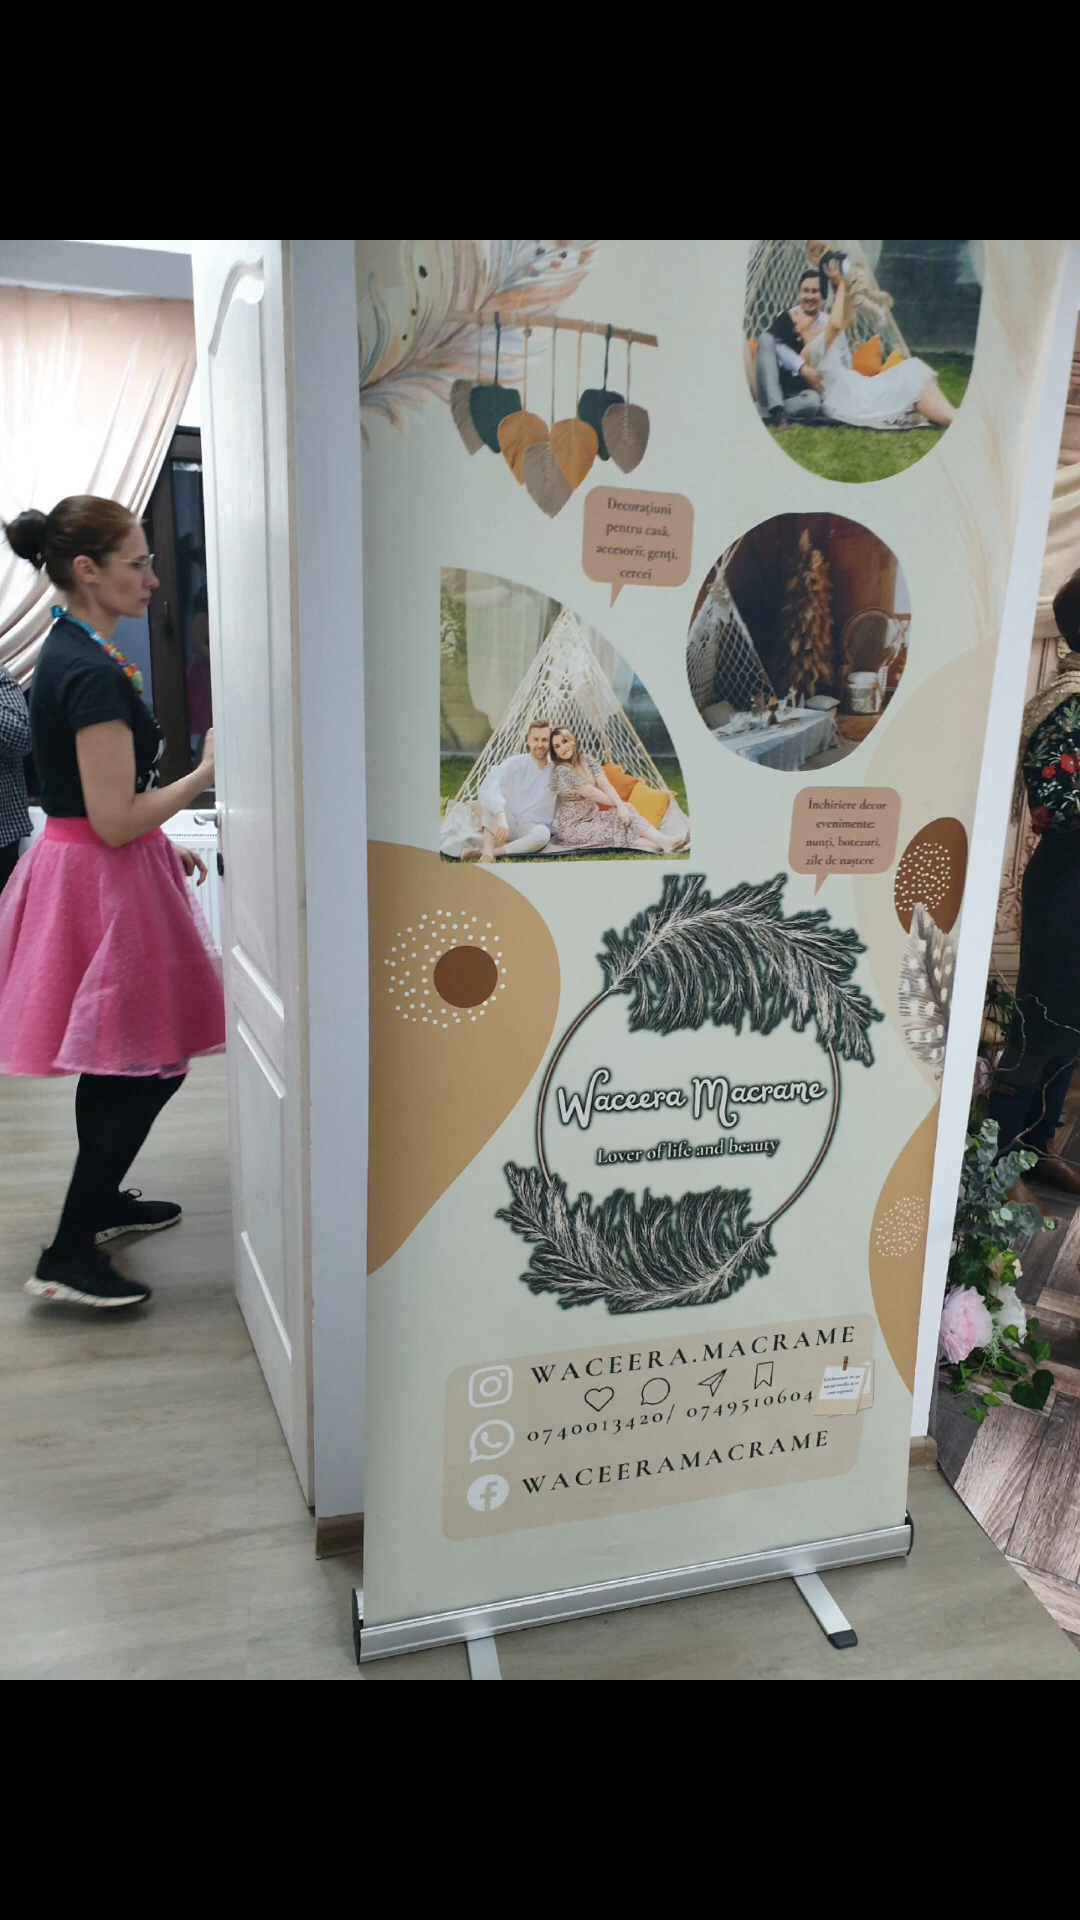 Decorațiuni
pentru casă,
accesorii: genți,
cercei
Închiriere decor
evenimente:
nunți, botezuri,
zile de naștere
Waceera Macrame
Lover of life and beauty
WACEERA.MACRAME
0740013420/ 0749510604
WACEERAMACRAME